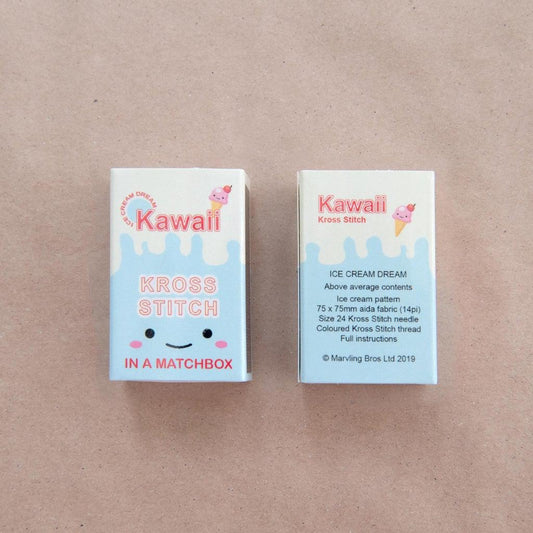 ICE CREAM DREAM
Kawaii
KROSS
STITCH
IN A MATCHBOX
Kawaii
Kross Stitch
ICE CREAM DREAM
Above average contents
Ice cream pattern
75 x 75mm aida fabric (14pi)
Size 24 Kross Stitch needle
Coloured Kross Stitch thread
Full instructions
© Marvling Bros Ltd 2019